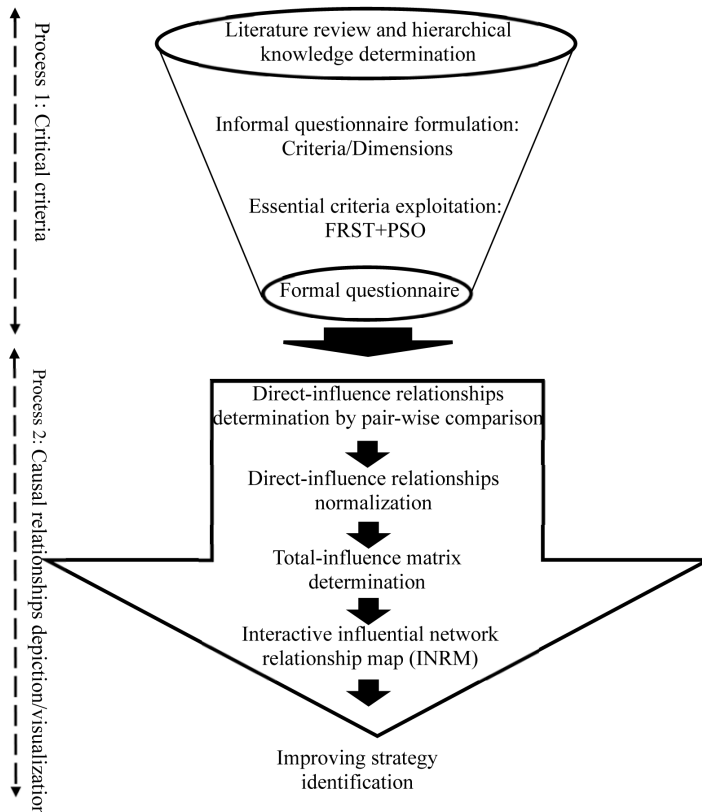 Process 1: Critical criteria
Literature review and hierarchical
knowledge determination
Informal questionnaire formulation:
Criteria/Dimensions
Essential criteria exploitation:
FRST+PSO
Formal questionnaire
Process 2: Causal relationships depiction/visualization
Direct-influence relationships
determination by pair-wise comparison
Direct-influence relationships
normalization
Total-influence matrix
determination
Interactive influential network
relationship map (INRM)
Improving strategy
identification